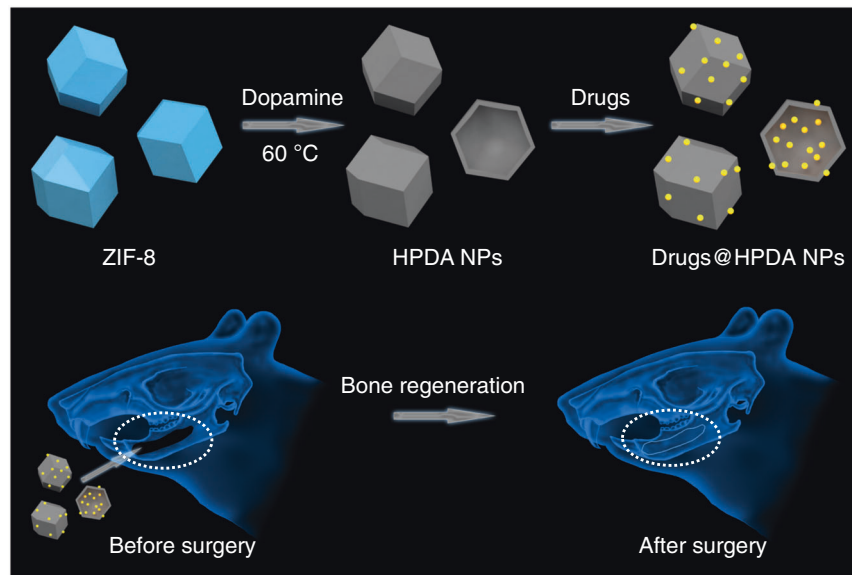 Dopamine
60 °C
Drugs
ZIF-8
HPDA NPs
Drugs@HPDA NPs
Bone regeneration
Before surgery
After surgery